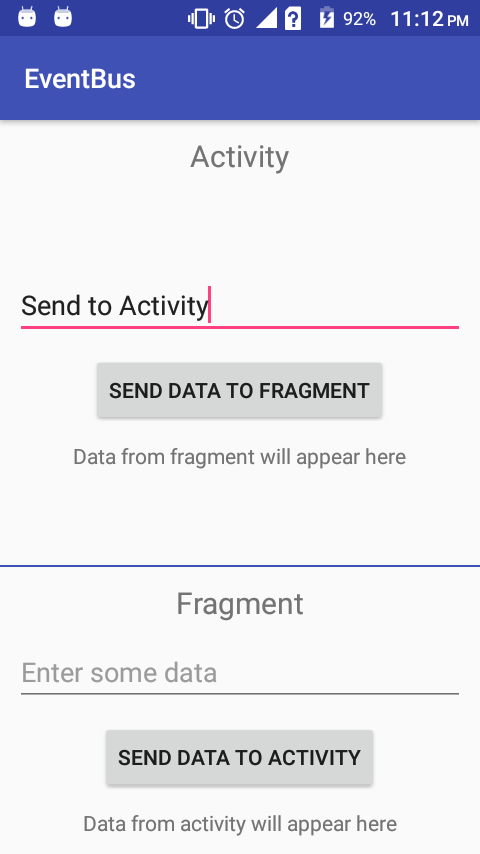 92% 11:12 PM
EventBus
Activity
Send to Activity
SEND DATA TO FRAGMENT
Data from fragment will appear here
Fragment
Enter some data
SEND DATA TO ACTIVITY
Data from activity will appear here